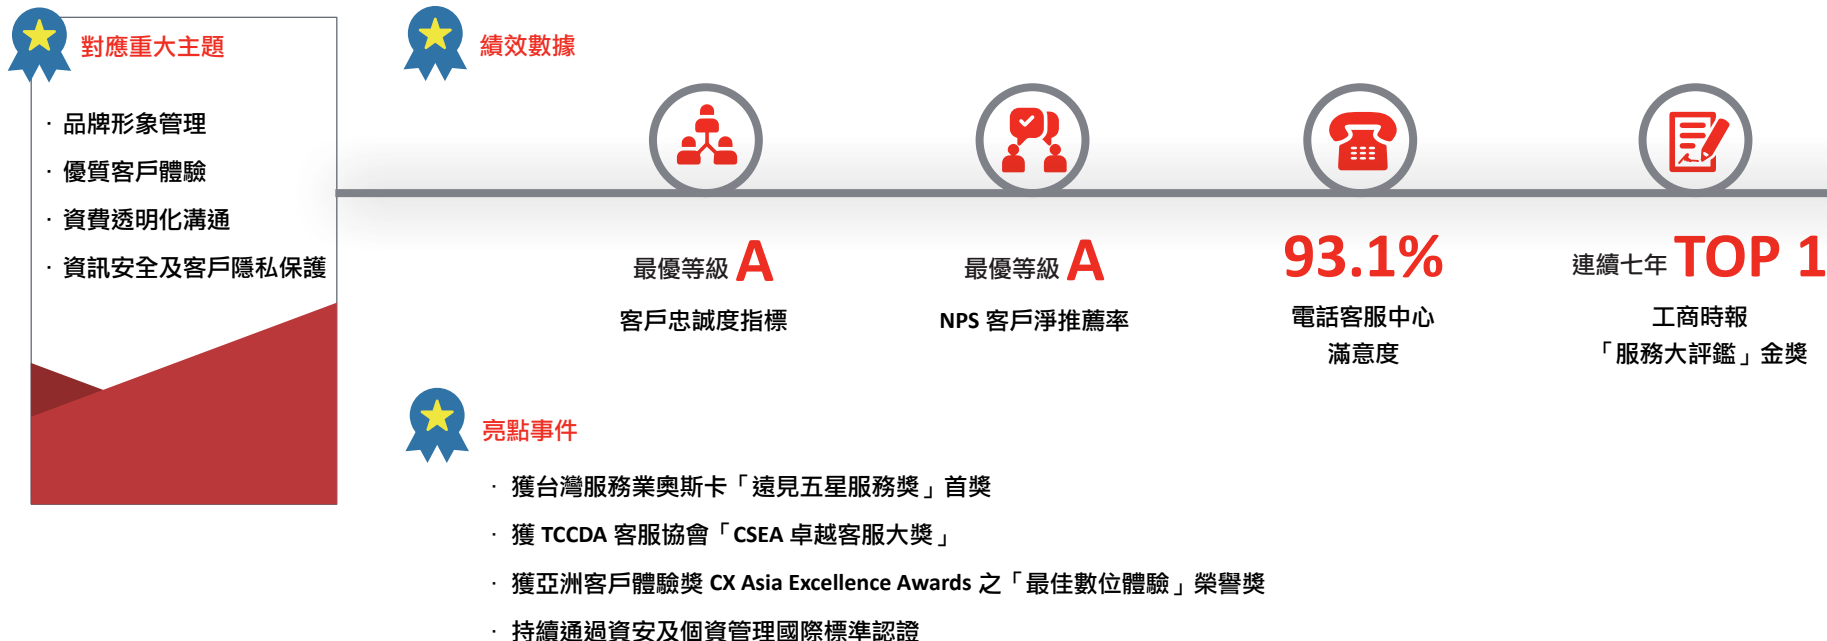 對應重大主題
· 品牌形象管理
· 優質客戶體驗
· 資費透明化溝通
· 資訊安全及客戶隱私保護
績效數據
最優等級 A
客戶忠誠度指標
最優等級 A
NPS 客戶淨推薦率
93.1%
電話客服中心
滿意度
連續七年 TOP 1
工商時報
「服務大評鑑」金獎
亮點事件
· 獲台灣服務業奧斯卡「遠見五星服務獎」首獎
· 獲 TCCDA 客服協會「CSEA 卓越客服大獎」
· 獲亞洲客戶體驗獎 CX Asia Excellence Awards 之「最佳數位體驗」榮譽獎
· 持續通過資安及個資管理國際標準認證